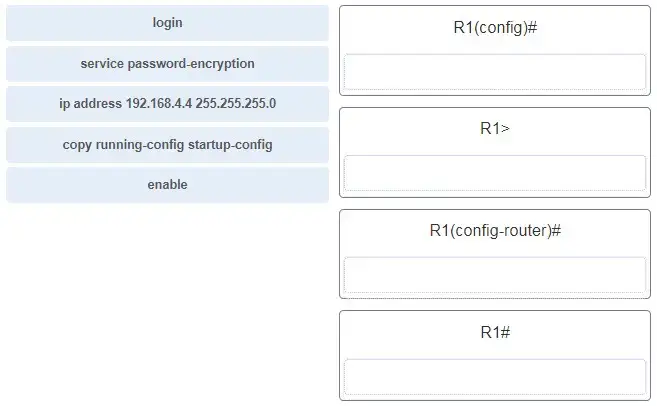 login
service password-encryption
ip address 192.168.4.4 255.255.255.0
copy running-config startup-config
enable
R1(config)#
R1>
R1(config-router)#
R1#